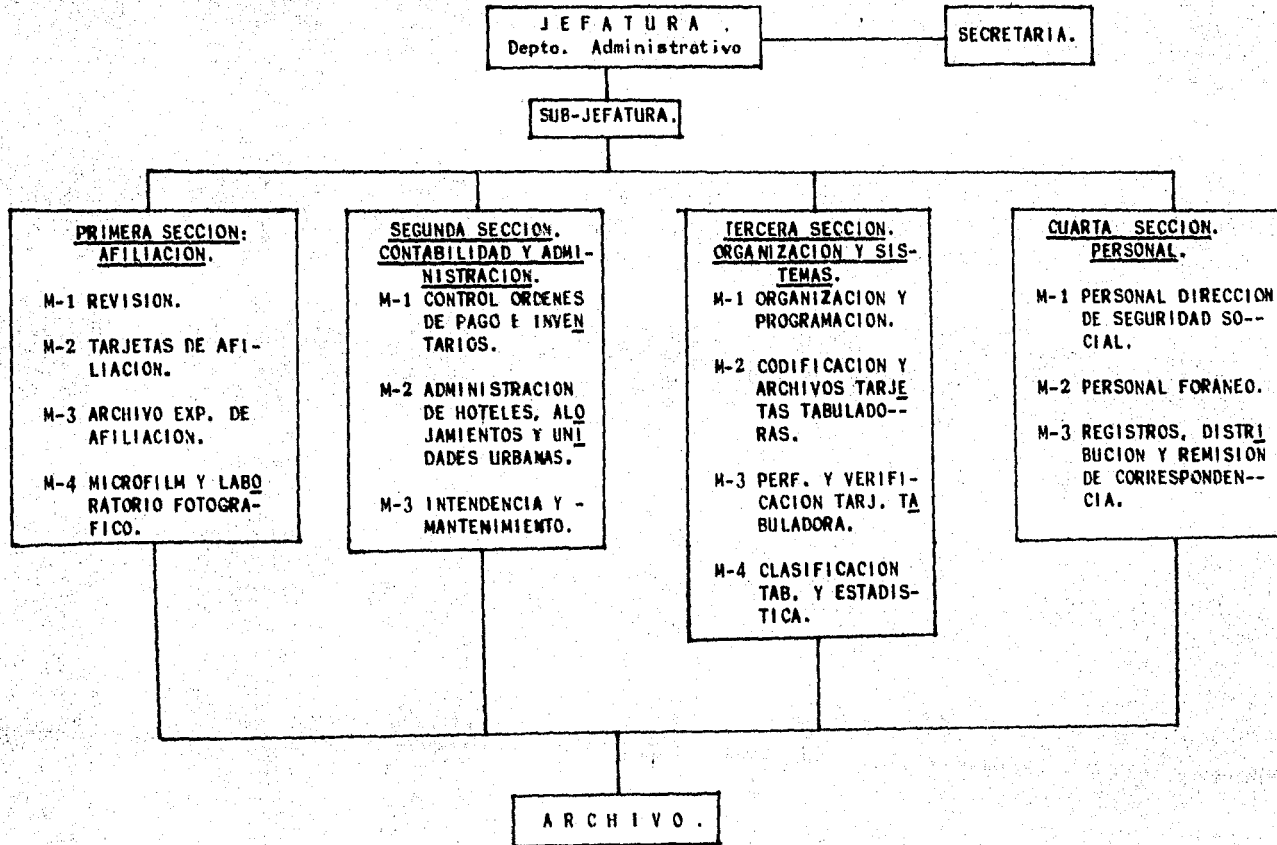 J E F A T U R A .
Depto. Administrativo
SECRETARIA.
SUB-JEFATURA.
PRIMERA SECCION:
AFILIACION.
M-1 REVISION.
M-2 TARJETAS DE AFI-
LIACION.
M-3 ARCHIVO EXP. DE
AFILIACION.
M-4 MICROFILM Y LABO
RATORIO FOTOGRA-
FICO.
SEGUNDA SECCION.
CONTABILIDAD Y ADMI-
NISTRACION.
M-1 CONTROL ORDENES
DE PAGO E INVEN
TARIOS.
M-2 ADMINISTRACION
DE HOTELES, ALO
JAMIENTOS Y UNI
DADES URBANAS.
M-3 INTENDENCIA Y -
MANTENIMIENTO.
TERCERA SECCION.
ORGANIZACION Y SIS-
TEMAS.
M-1 ORGANIZACION Y
PROGRAMACION.
M-2 CODIFICACION Y
ARCHIVOS TARJE
TAS TABULADO--
RAS.
M-3 PERF. Y VERIFI-
CACION TARJ. TA
BULADORA.
M-4 CLASIFICACION
TAB. Y ESTADIS-
TICA.
CUARTA SECCION.
PERSONAL.
M-1 PERSONAL DIRECCION
DE SEGURIDAD SO--
CIAL.
M-2 PERSONAL FORANEO.
M-3 REGISTROS, DISTRI
BUCION Y REMISION
DE CORRESPONDEN--
CIA.
A R C H I V O .